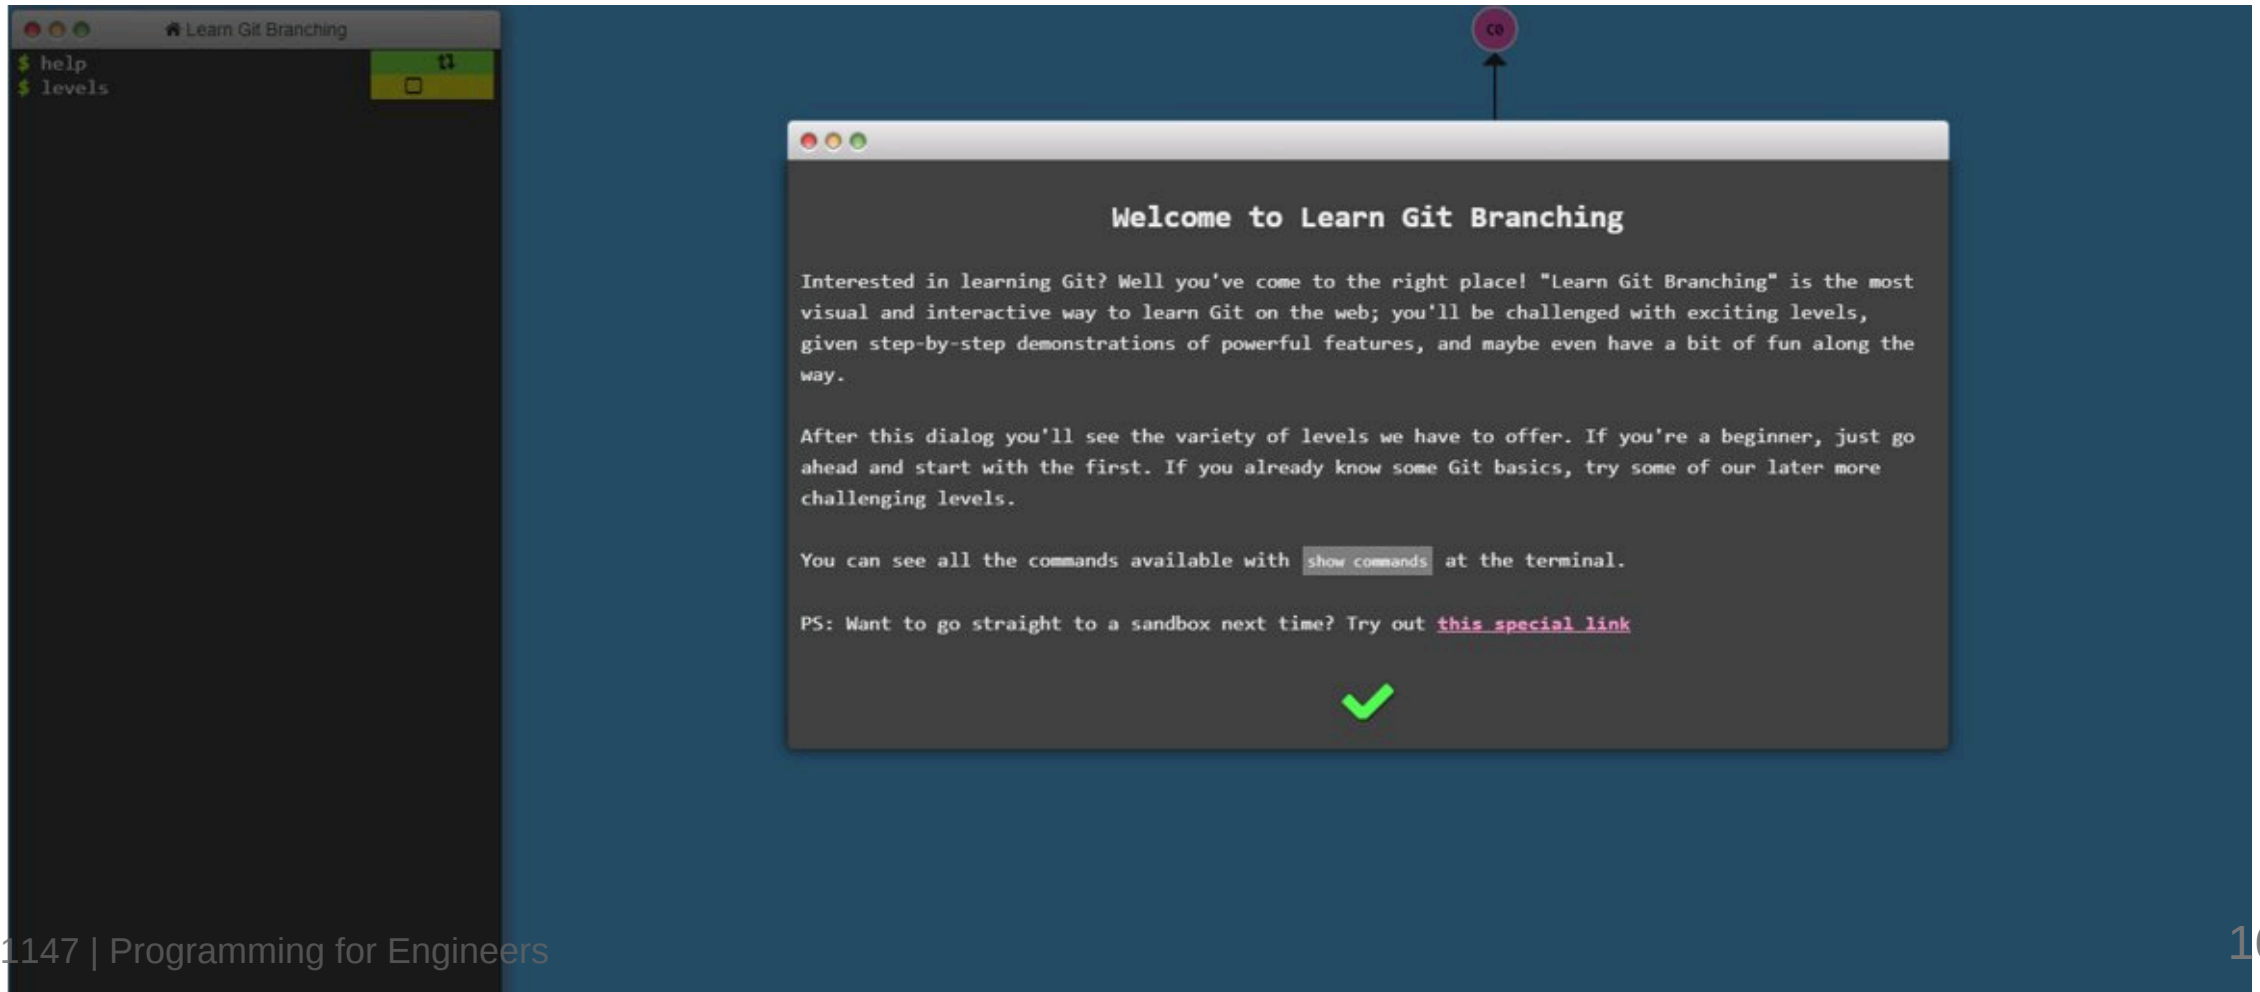 Learn Git Branching
$ help
$ levels
C0
Welcome to Learn Git Branching
Interested in learning Git? Well you've come to the right place! "Learn Git Branching" is the most
visual and interactive way to learn Git on the web; you'll be challenged with exciting levels,
given step-by-step demonstrations of powerful features, and maybe even have a bit of fun along the
way.
After this dialog you'll see the variety of levels we have to offer. If you're a beginner, just go
ahead and start with the first. If you already know some Git basics, try some of our later more
challenging levels.
You can see all the commands available with show commands at the terminal.
PS: Want to go straight to a sandbox next time? Try out this special link
1147 | Programming for Engineers